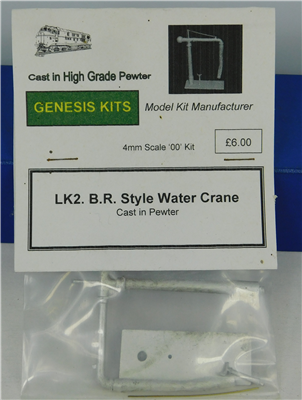 Cast in High Grade Pewter
GENESIS KITS
Model Kit Manufacturer
4mm Scale '00' Kit
£6.00
LK2. B.R. Style Water Crane
Cast in Pewter